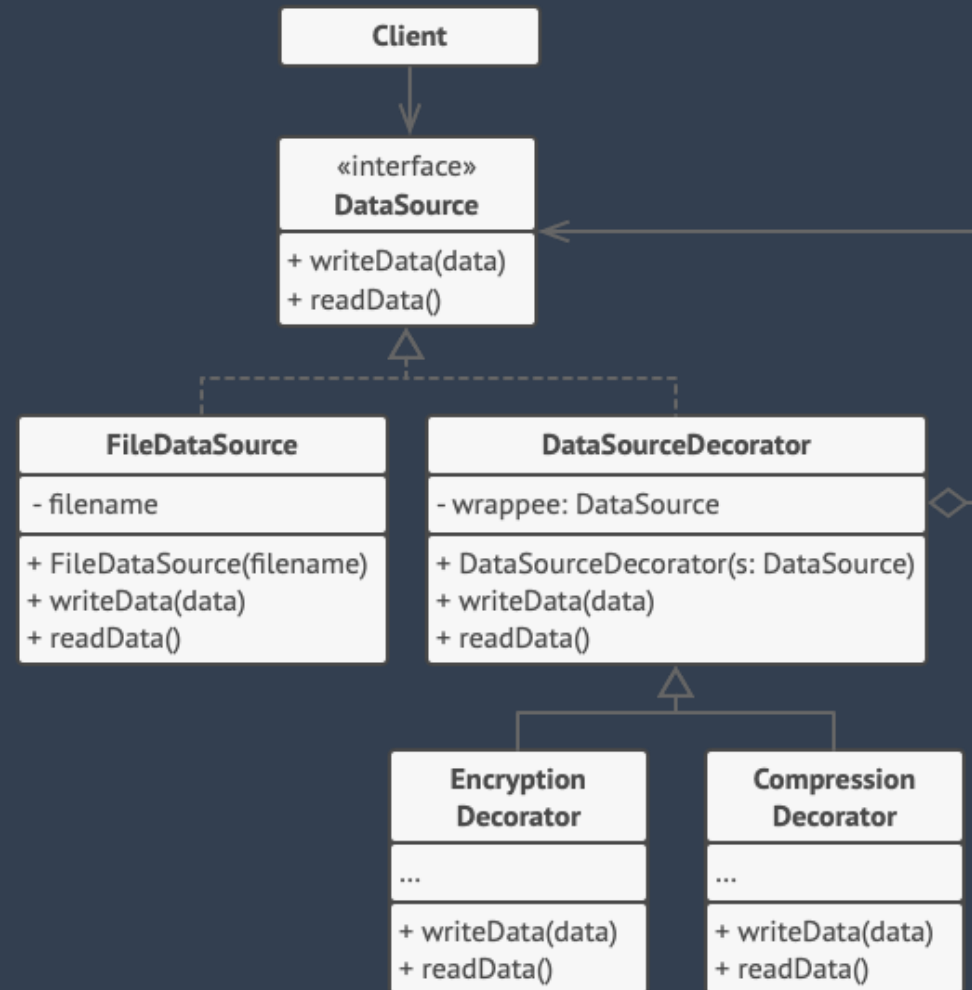 Client
«interface»
DataSource
+ writeData(data)
+ readData()
FileDataSource
- filename
+ FileDataSource(filename)
+ writeData(data)
+ readData()
DataSourceDecorator
- wrappee: DataSource
+ DataSourceDecorator(s: DataSource)
+ writeData(data)
+ readData()
Encryption
Decorator
...
+ writeData(data)
+ readData()
Compression
Decorator
...
+ writeData(data)
+ readData()